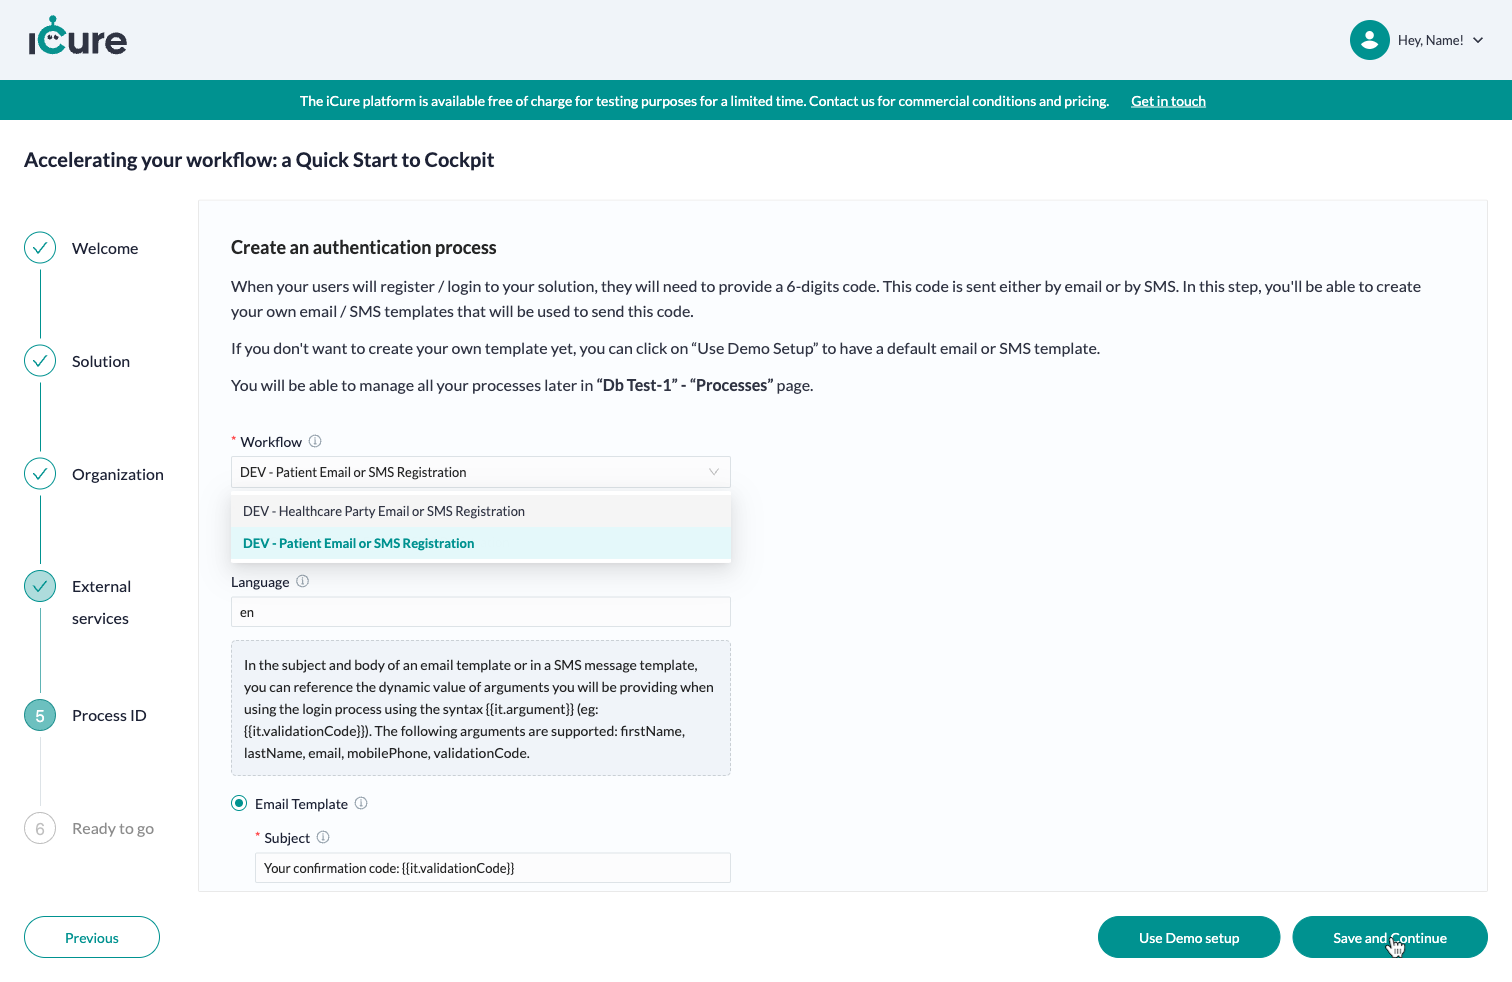 iCure
Hey, Name!
The iCure platform is available free of charge for testing purposes for a limited time. Contact us for commercial conditions and pricing. Get in touch
Accelerating your workflow: a Quick Start to Cockpit
Welcome
Solution
Organization
External
services
5 Process ID
6 Ready to go
Create an authentication process
When your users will register / login to your solution, they will need to provide a 6-digits code. This code is sent either by email or by SMS. In this step, you'll be able to create
your own email / SMS templates that will be used to send this code.
If you don't want to create your own template yet, you can click on “Use Demo Setup” to have a default email or SMS template.
You will be able to manage all your processes later in “Db Test-1” - “Processes” page.
* Workflow
DEV - Patient Email or SMS Registration
DEV - Healthcare Party Email or SMS Registration
DEV - Patient Email or SMS Registration
Language
en
In the subject and body of an email template or in a SMS message template,
you can reference the dynamic value of arguments you will be providing when
using the login process using the syntax {{it.argument}} (eg:
{{it.validationCode}}). The following arguments are supported: firstName,
lastName, email, mobilePhone, validationCode.
Email Template
* Subject
Your confirmation code: {{it.validationCode}}
Previous
Use Demo setup
Save and Continue